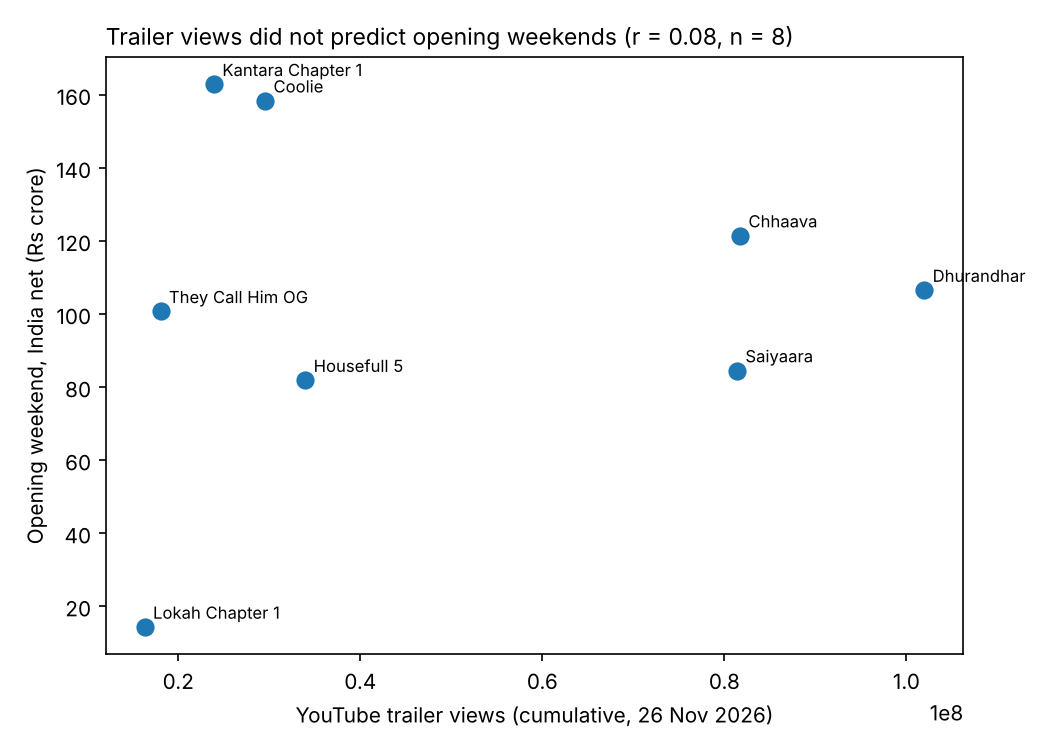 Trailer views did not predict opening weekends (r = 0.08, n = 8)
Opening weekend, India net (Rs crore)
160
140
120
100
80
60
40
20
Kantara Chapter 1
Coolie
Chhaava
Dhurandhar
They Call Him OG
Saiyaara
Housefull 5
Lokah Chapter 1
0.2 0.4 0.6 0.8 1.0
1e8
YouTube trailer views (cumulative, 26 Nov 2026)